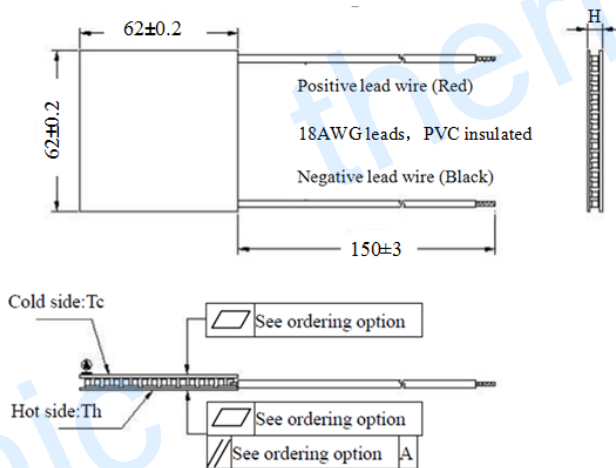 62±0.2
H
62±0.2
Positive lead wire (Red)
18AWG leads, PVC insulated
Negative lead wire (Black)
150±3
Cold side:Tc
See ordering option
A
Hot side:Th
See ordering option
See ordering option A